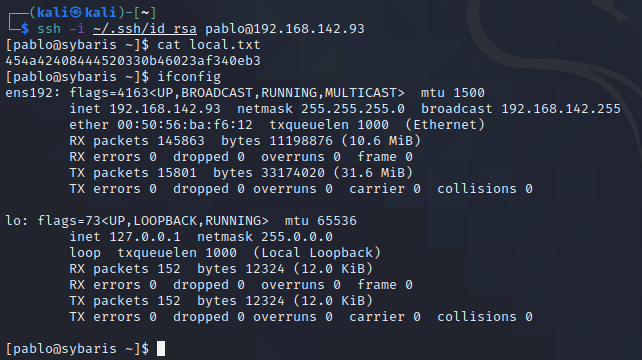 ┌──(kali㉿kali)-[~]
└─$ ssh -i ~/.ssh/id_rsa pablo@192.168.142.93
[pablo@sybaris ~]$ cat local.txt
454a42408444520330b46023af340eb3
[pablo@sybaris ~]$ ifconfig
ens192: flags=4163<UP,BROADCAST,RUNNING,MULTICAST>  mtu 1500
        inet 192.168.142.93  netmask 255.255.255.0  broadcast 192.168.142.255
        ether 00:50:56:ba:f6:12  txqueuelen 1000  (Ethernet)
        RX packets 145863  bytes 11198876 (10.6 MiB)
        RX errors 0  dropped 0  overruns 0  frame 0
        TX packets 15801  bytes 33174020 (31.6 MiB)
        TX errors 0  dropped 0 overruns 0  carrier 0  collisions 0

lo: flags=73<UP,LOOPBACK,RUNNING>  mtu 65536
        inet 127.0.0.1  netmask 255.0.0.0
        loop  txqueuelen 1000  (Local Loopback)
        RX packets 152  bytes 12324 (12.0 KiB)
        RX errors 0  dropped 0  overruns 0  frame 0
        TX packets 152  bytes 12324 (12.0 KiB)
        TX errors 0  dropped 0 overruns 0  carrier 0  collisions 0

[pablo@sybaris ~]$